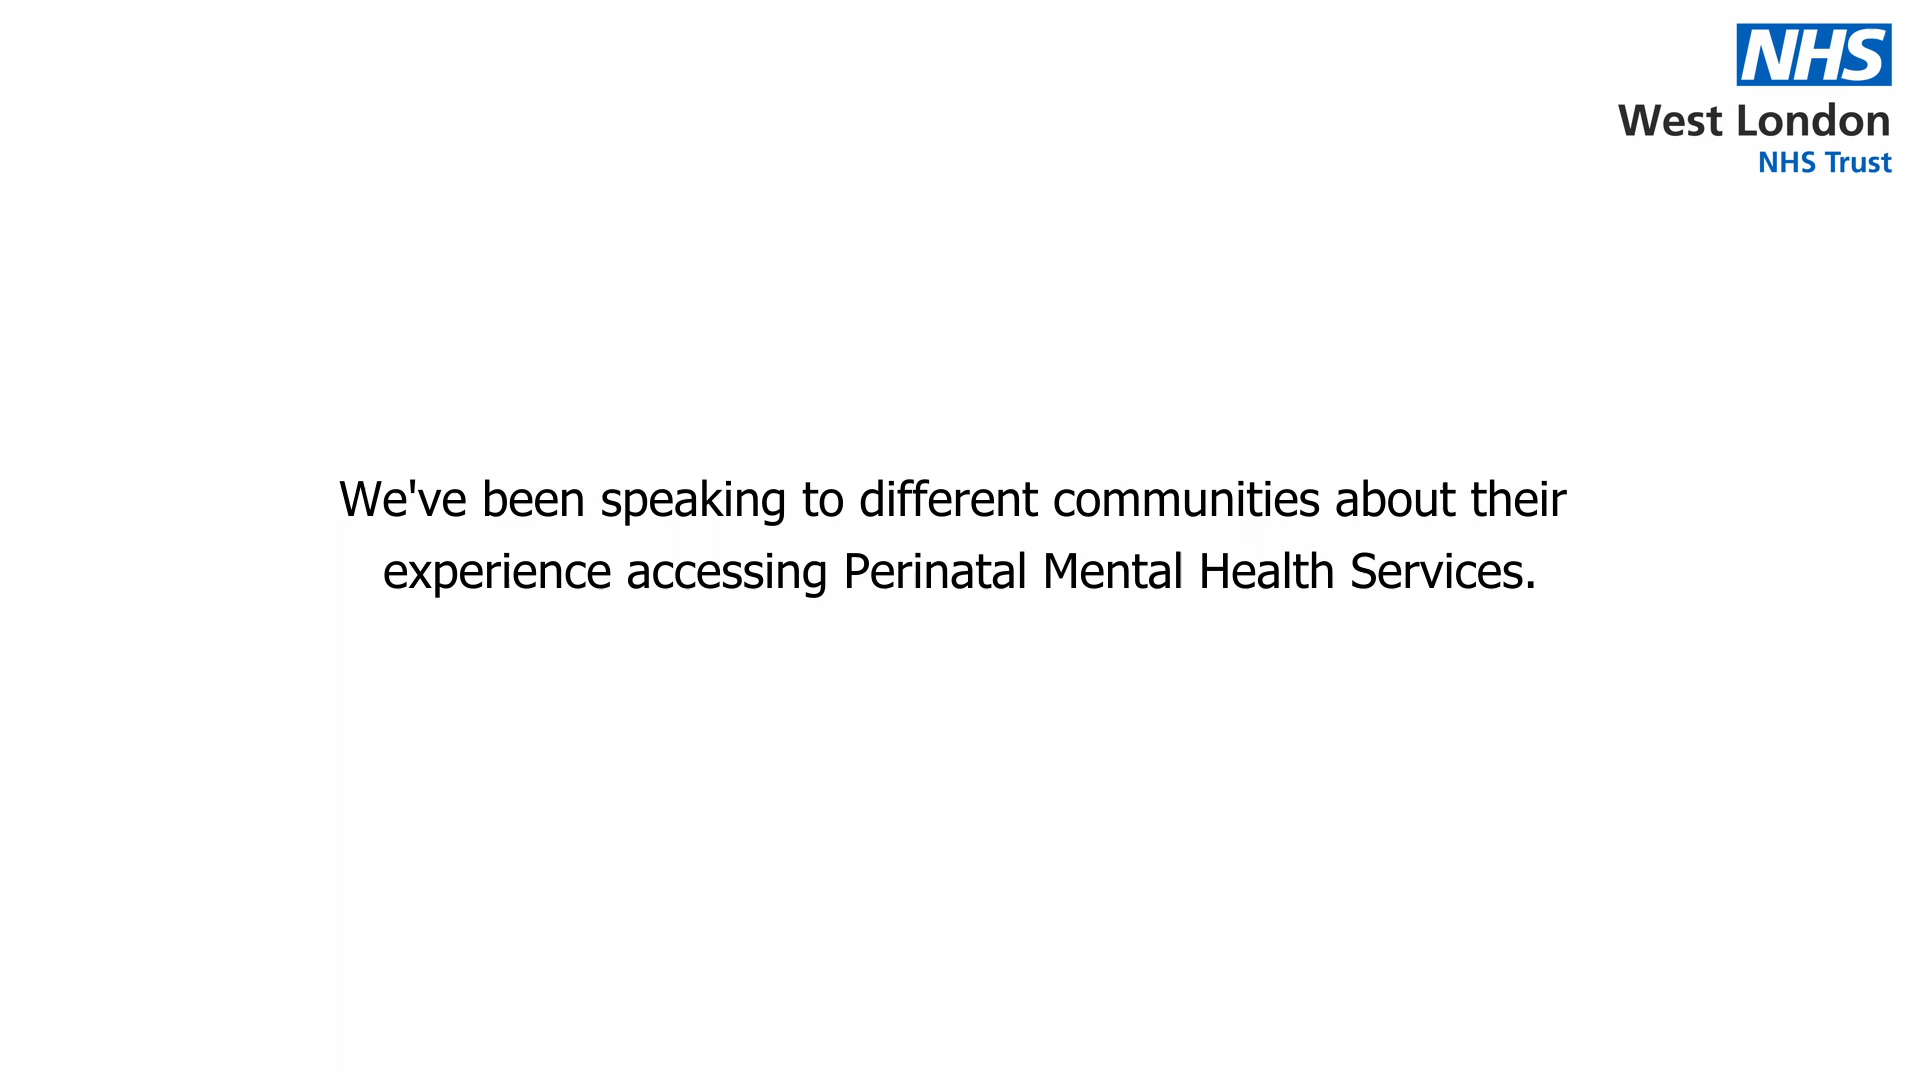 NHS
West London
NHS Trust
We've been speaking to different communities about their
experience accessing Perinatal Mental Health Services.